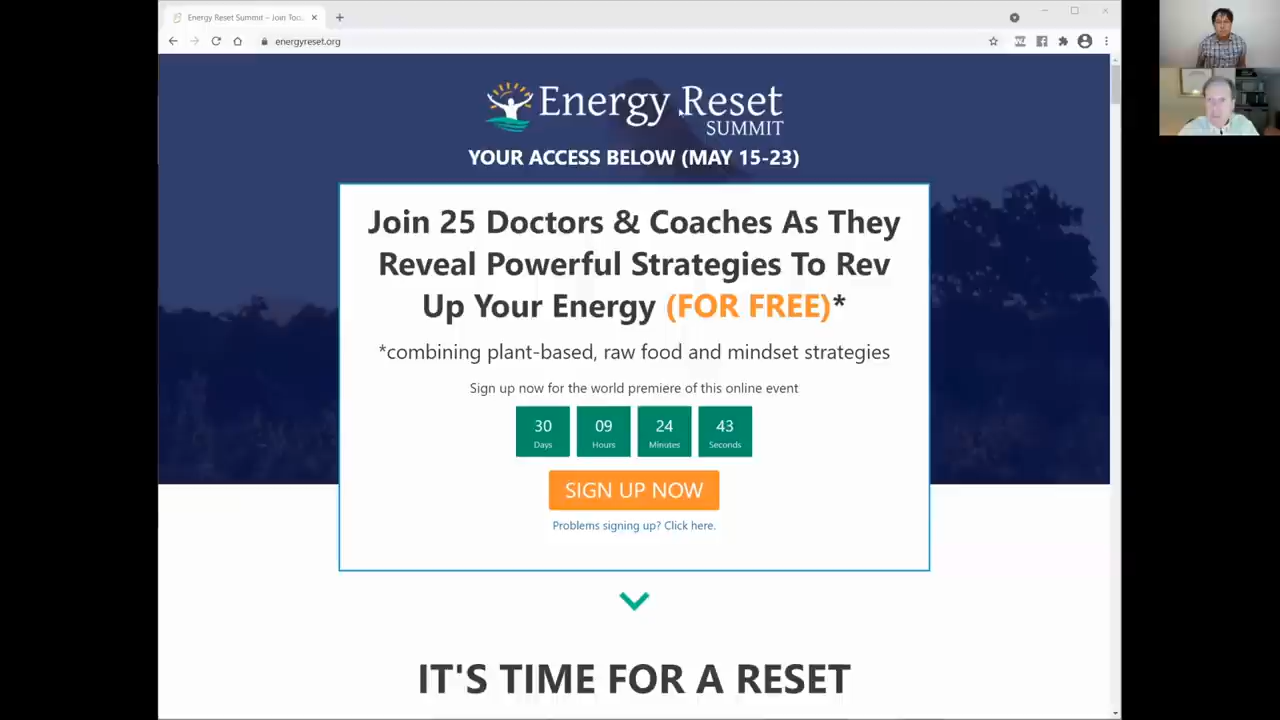 Energy Reset Summit – Join Too...
energyreset.org
Energy Reset
SUMMIT
YOUR ACCESS BELOW (MAY 15-23)
Join 25 Doctors & Coaches As They
Reveal Powerful Strategies To Rev
Up Your Energy (FOR FREE)*
*combining plant-based, raw food and mindset strategies
Sign up now for the world premiere of this online event
30 09 24 43
Days Hours Minutes Seconds
SIGN UP NOW
Problems signing up? Click here.
IT'S TIME FOR A RESET